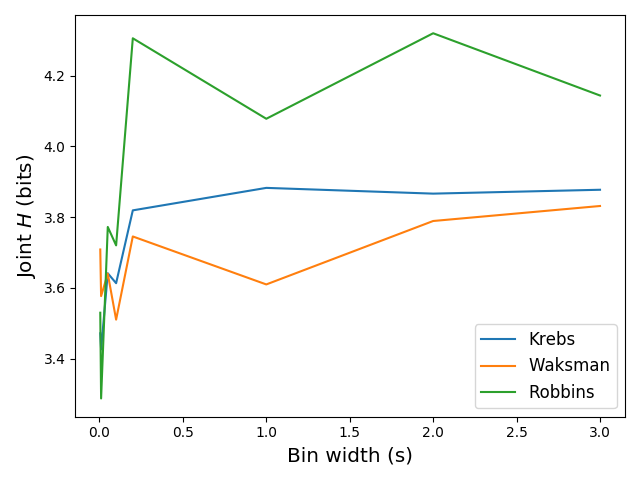 4.2
4.0
3.8
3.6
3.4
Joint H (bits)
0.0 0.5 1.0 1.5 2.0 2.5 3.0
Bin width (s)
Krebs
Waksman
Robbins